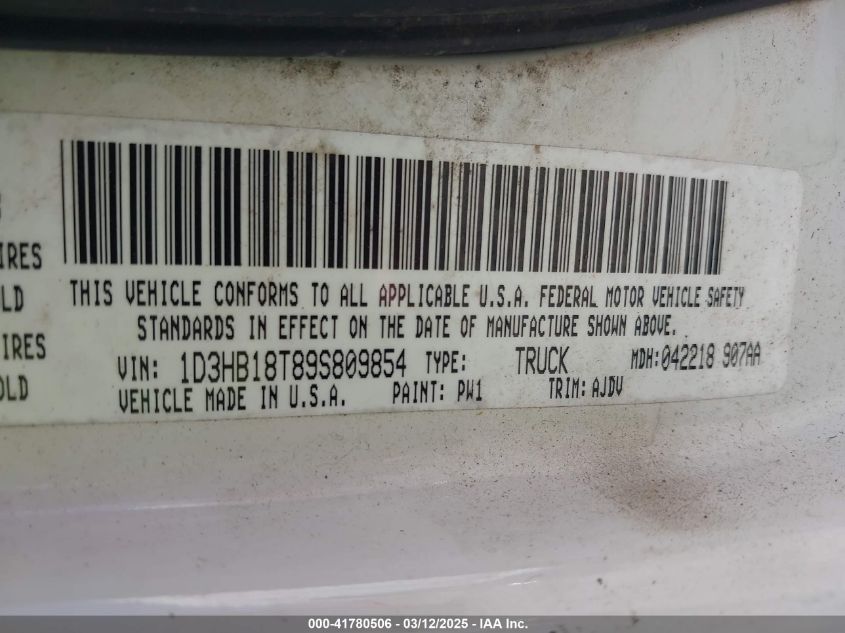 IRES
LD
IRES
OLD
THIS VEHICLE CONFORMS TO ALL APPLICABLE U.S.A. FEDERAL MOTOR VEHICLE SAFETY
STANDARDS IN EFFECT ON THE DATE OF MANUFACTURE SHOWN ABOVE.
VIN: 1D3HB18T89S809854 TYPE: TRUCK MDH:042218 907AA
VEHICLE MADE IN U.S.A. PAINT: PW1 TRIM: AJDV
000-41780506 - 03/12/2025 - IAA Inc.